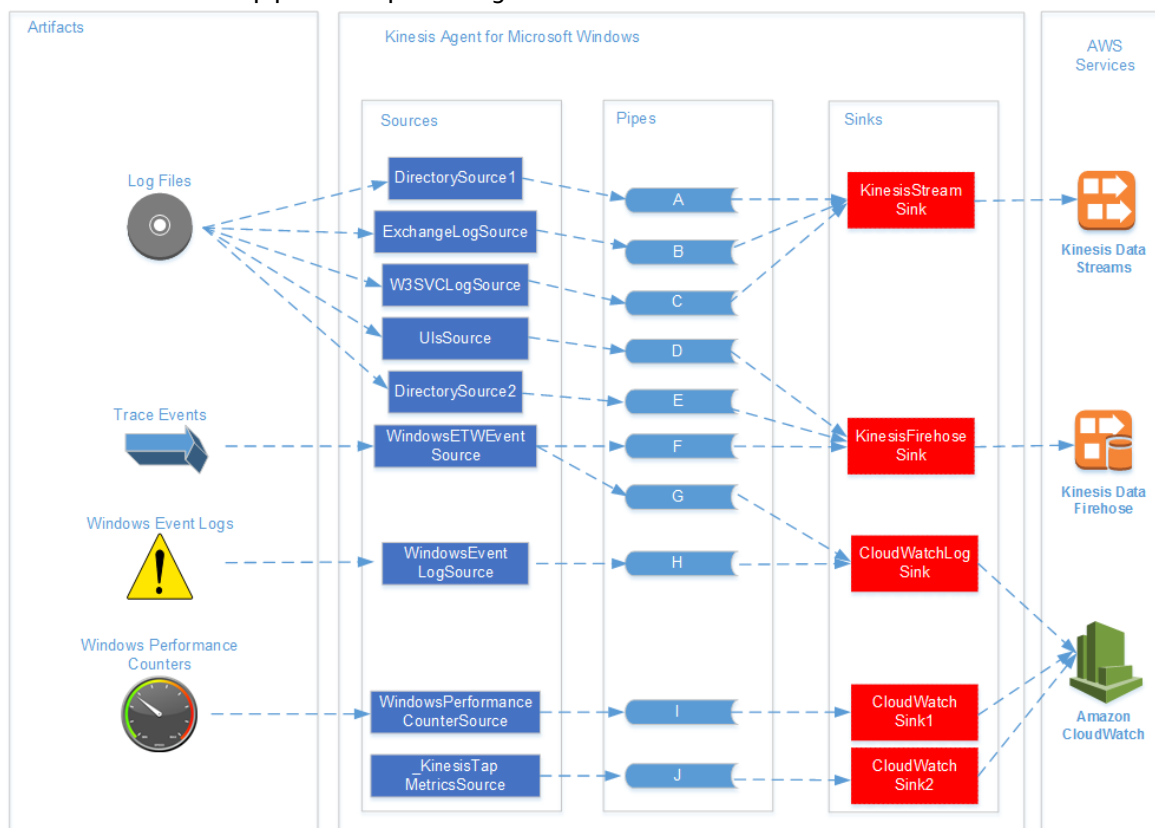 Artifacts
Kinesis Agent for Microsoft Windows
AWS
Services
Sources
Pipes
Sinks
Log Files
DirectorySource1
ExchangeLogSource
W3SVCLogSource
UlsSource
DirectorySource2
A
B
C
D
E
KinesisStream
Sink
Kinesis Data
Streams
Trace Events
WindowsETWEvent
Source
F
G
KinesisFirehose
Sink
Kinesis Data
Firehose
Windows Event Logs
WindowsEvent
LogSource
H
CloudWatchLog
Sink
Windows Performance
Counters
WindowsPerformance
CounterSource
I
CloudWatch
Sink1
Amazon
CloudWatch
_KinesisTap
MetricsSource
J
CloudWatch
Sink2